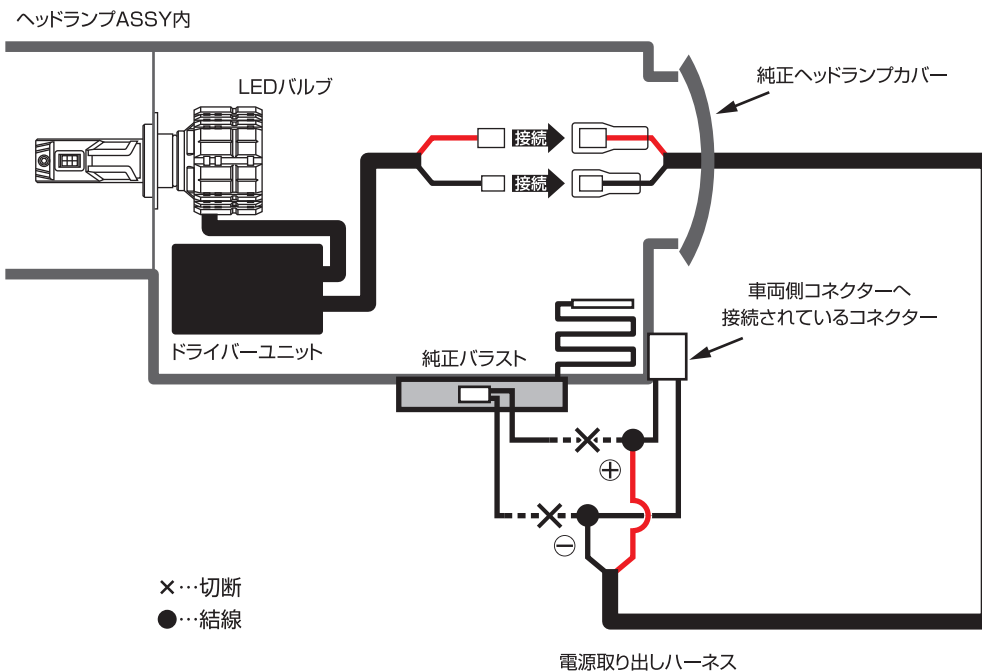 ヘッドランプASSY内
LEDバルブ
純正ヘッドランプカバー
接続
接続
車両側コネクターへ
接続されているコネクター
ドライバーユニット
純正バラスト
⊕
⊖
×…切断
●…結線
電源取り出しハーネス